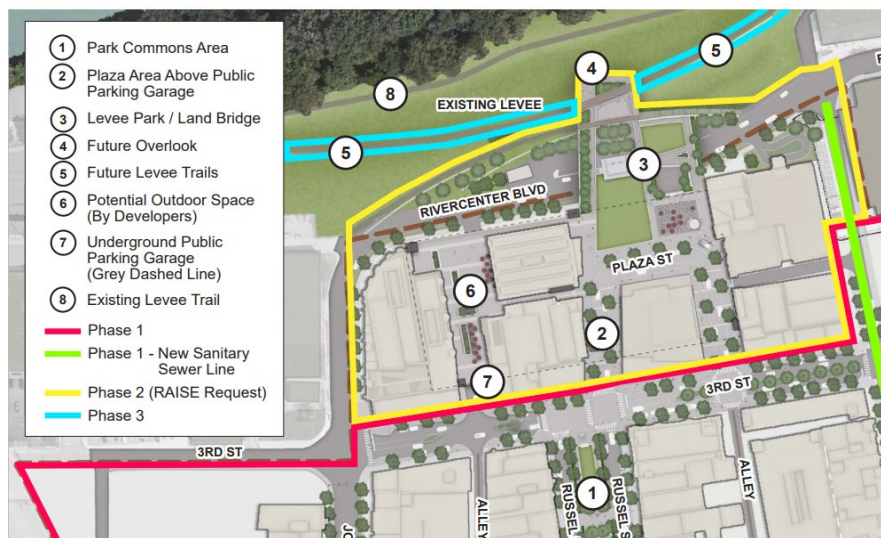 1 Park Commons Area
2 Plaza Area Above Public
Parking Garage
3 Levee Park / Land Bridge
4 Future Overlook
5 Future Levee Trails
6 Potential Outdoor Space
(By Developers)
7 Underground Public
Parking Garage
(Grey Dashed Line)
8 Existing Levee Trail
Phase 1
Phase 1 - New Sanitary
Sewer Line
Phase 2 (RAISE Request)
Phase 3
4
5
8
EXISTING LEVEE
5
3
RIVERCENTER BLVD
PLAZA ST
6
2
7
3RD ST
3RD ST
1
ALLEY
RUSSEL
RUSSEL S
ALLEY
JO